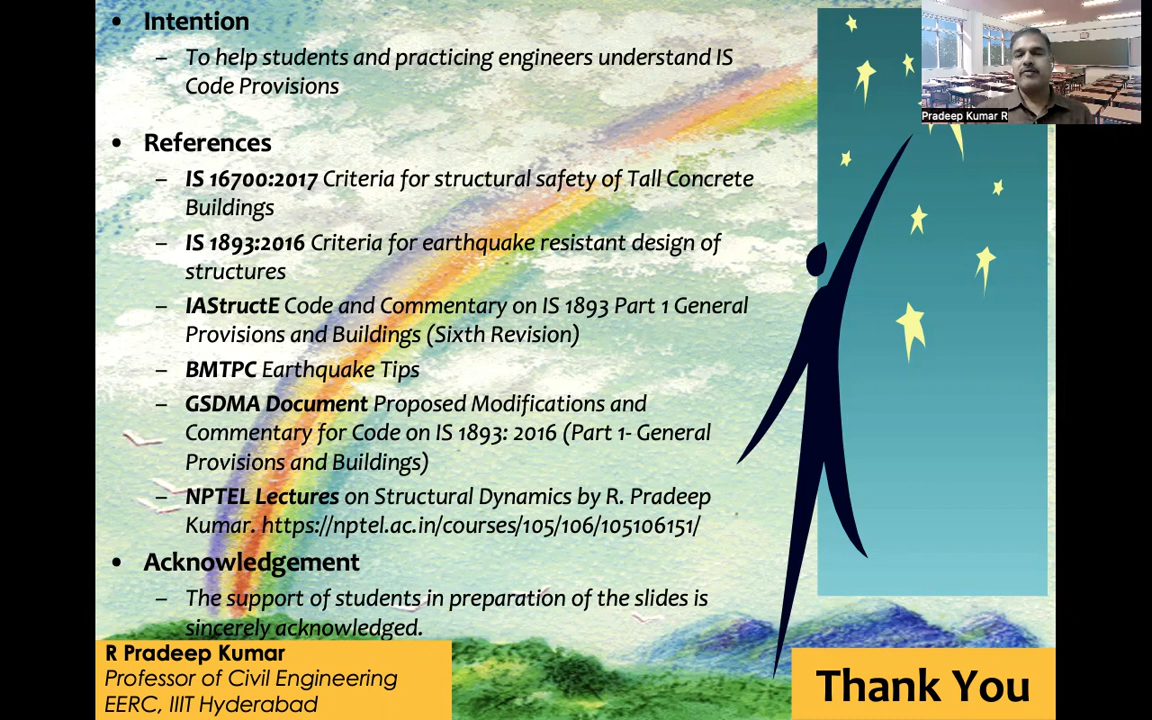 • Intention
– To help students and practicing engineers understand IS
Code Provisions
• References
– IS 16700:2017 Criteria for structural safety of Tall Concrete
Buildings
– IS 1893:2016 Criteria for earthquake resistant design of
structures
– IAStructE Code and Commentary on IS 1893 Part 1 General
Provisions and Buildings (Sixth Revision)
– BMTPC Earthquake Tips
– GSDMA Document Proposed Modifications and
Commentary for Code on IS 1893: 2016 (Part 1- General
Provisions and Buildings)
– NPTEL Lectures on Structural Dynamics by R. Pradeep
Kumar. https://nptel.ac.in/courses/105/106/105106151/
• Acknowledgement
– The support of students in preparation of the slides is
sincerely acknowledged.
R Pradeep Kumar
Professor of Civil Engineering
EERC, IIIT Hyderabad
Thank You
Pradeep Kumar R